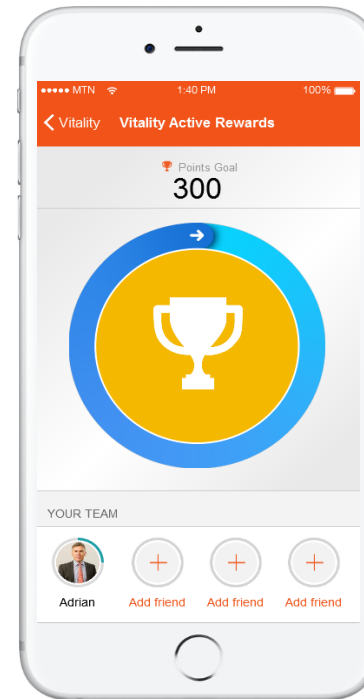 MTN 1:40 PM 100%
Vitality Vitality Active Rewards
Points Goal
300
YOUR TEAM
Adrian Add friend Add friend Add friend